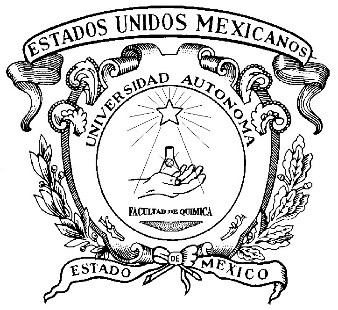 ESTADOS UNIDOS MEXICANOS
UNIVERSIDAD AUTONOMA
FACULTAD DE QUIMICA
ESTADO DE MEXICO